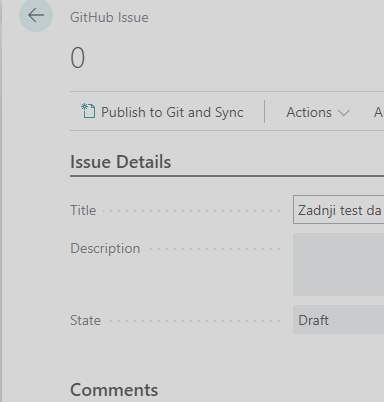 GitHub Issue
0
Publish to Git and Sync
Actions
Issue Details
Title
Zadnji test da
Description
State
Draft
Comments